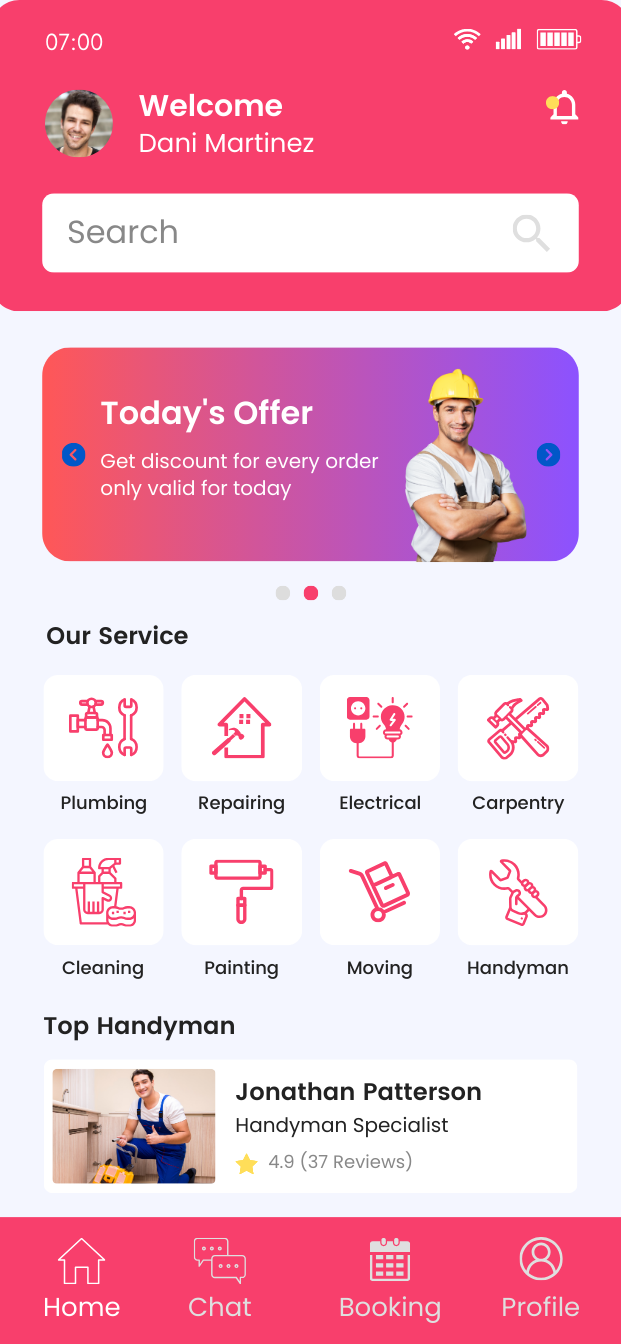 07:00
Welcome
Dani Martinez
Search
Today's Offer
Get discount for every order
only valid for today
Our Service
Plumbing Repairing Electrical Carpentry
Cleaning Painting Moving Handyman
Top Handyman
Jonathan Patterson
Handyman Specialist
4.9 (37 Reviews)
Home Chat Booking Profile